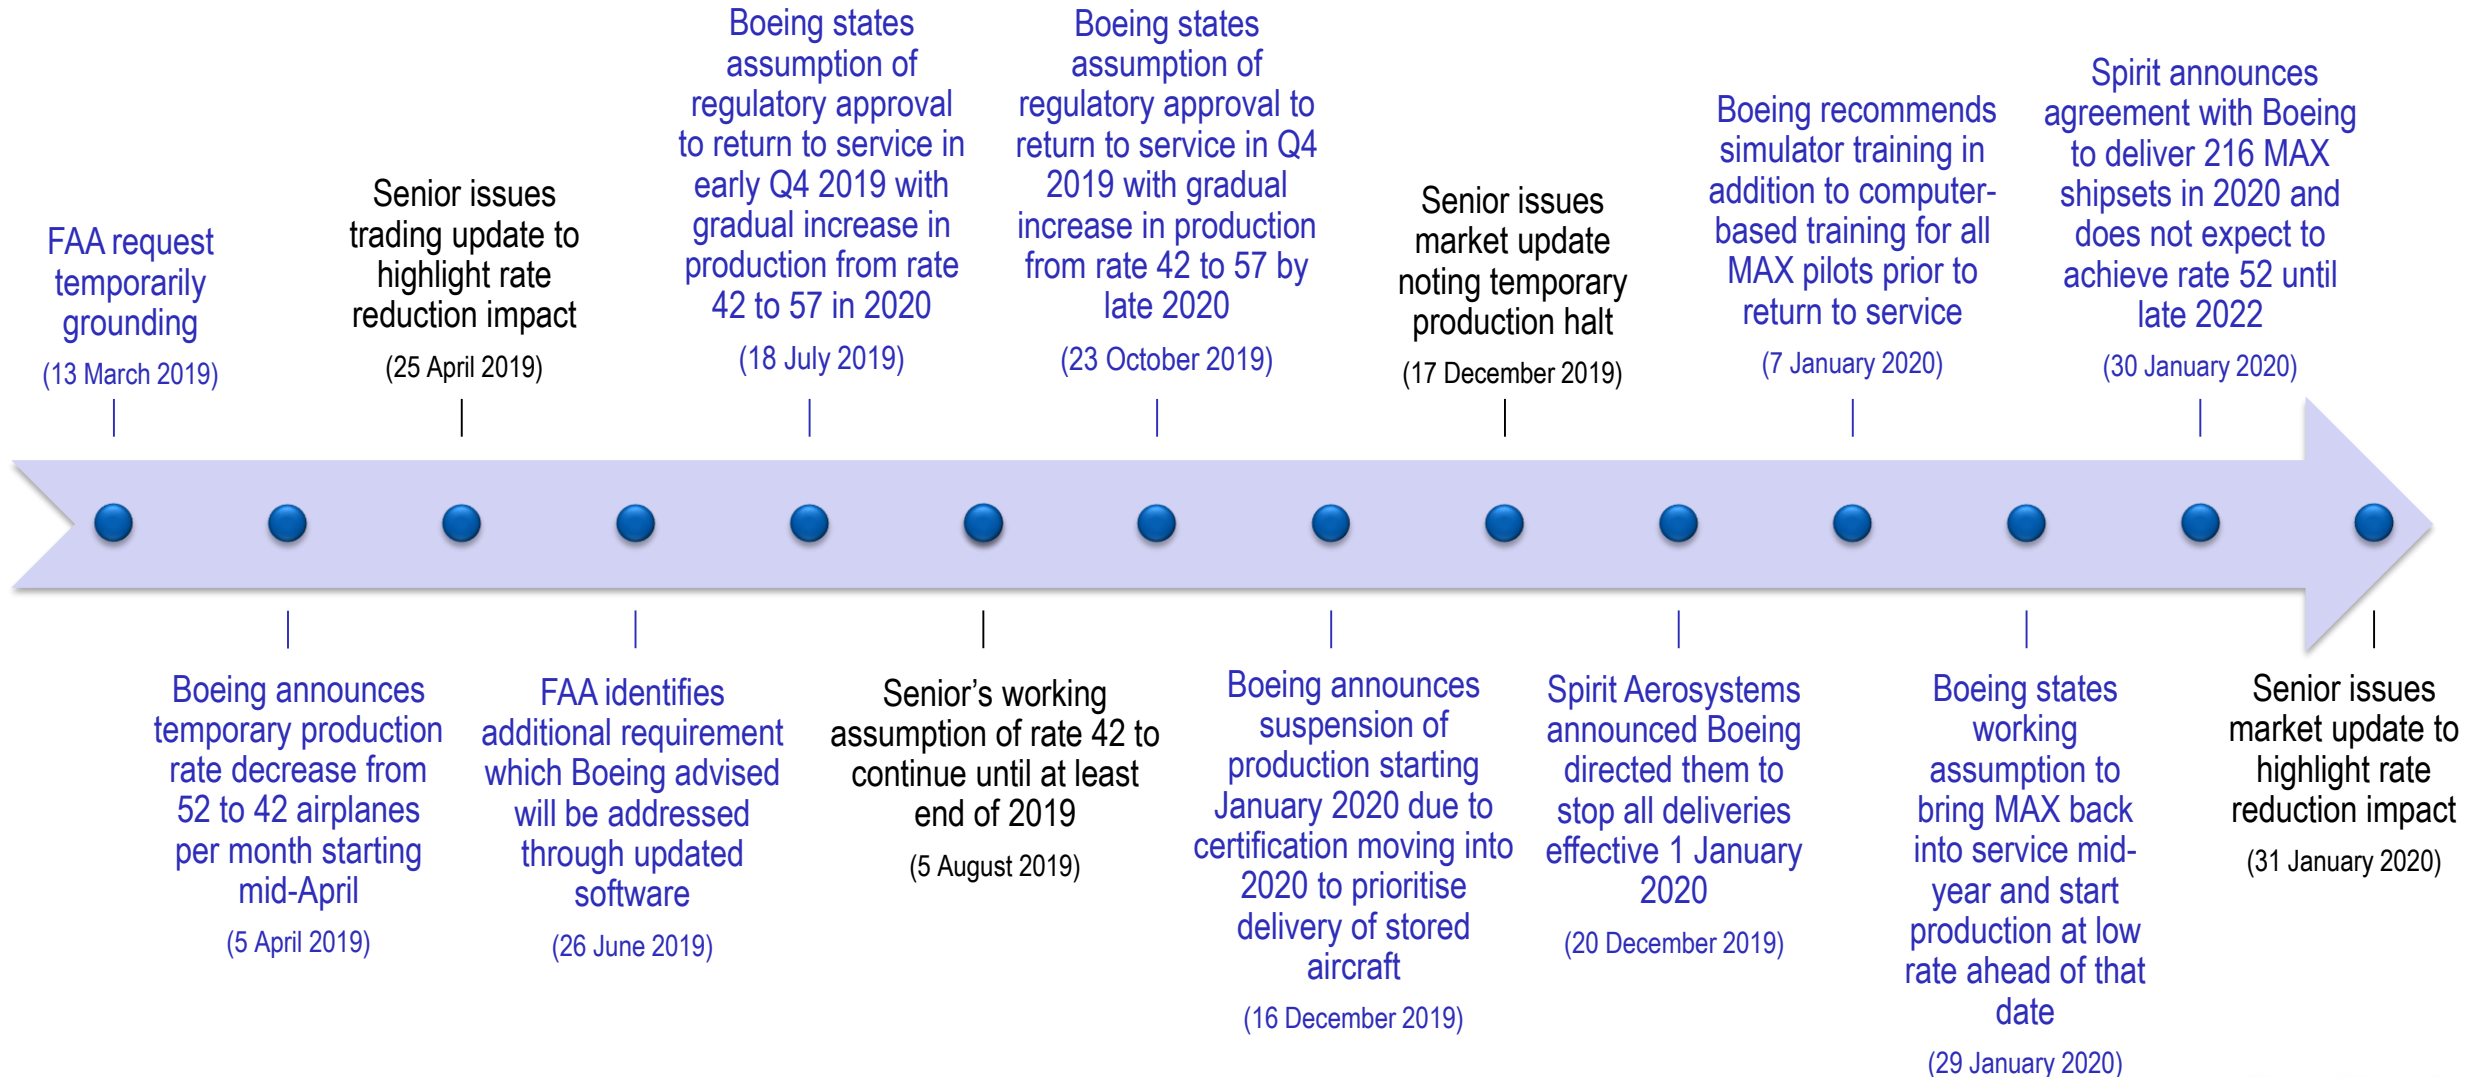 FAA request
temporarily
grounding
(13 March 2019)
Boeing announces
temporary production
rate decrease from
52 to 42 airplanes
per month starting
mid-April
(5 April 2019)
Senior issues
trading update to
highlight rate
reduction impact
(25 April 2019)
FAA identifies
additional requirement
which Boeing advised
will be addressed
through updated
software
(26 June 2019)
Boeing states
assumption of
regulatory approval
to return to service in
early Q4 2019 with
gradual increase in
production from rate
42 to 57 in 2020
(18 July 2019)
Senior’s working
assumption of rate 42 to
continue until at least
end of 2019
(5 August 2019)
Boeing states
assumption of
regulatory approval to
return to service in Q4
2019 with gradual
increase in production
from rate 42 to 57 by
late 2020
(23 October 2019)
Boeing announces
suspension of
production starting
January 2020 due to
certification moving into
2020 to prioritise
delivery of stored
aircraft
(16 December 2019)
Senior issues
market update
noting temporary
production halt
(17 December 2019)
Spirit Aerosystems
announced Boeing
directed them to
stop all deliveries
effective 1 January
2020
(20 December 2019)
Boeing recommends
simulator training in
addition to computer-
based training for all
MAX pilots prior to
return to service
(7 January 2020)
Boeing states
working
assumption to
bring MAX back
into service mid-
year and start
production at low
rate ahead of that
date
(29 January 2020)
Spirit announces
agreement with Boeing
to deliver 216 MAX
shipsets in 2020 and
does not expect to
achieve rate 52 until
late 2022
(30 January 2020)
Senior issues
market update to
highlight rate
reduction impact
(31 January 2020)